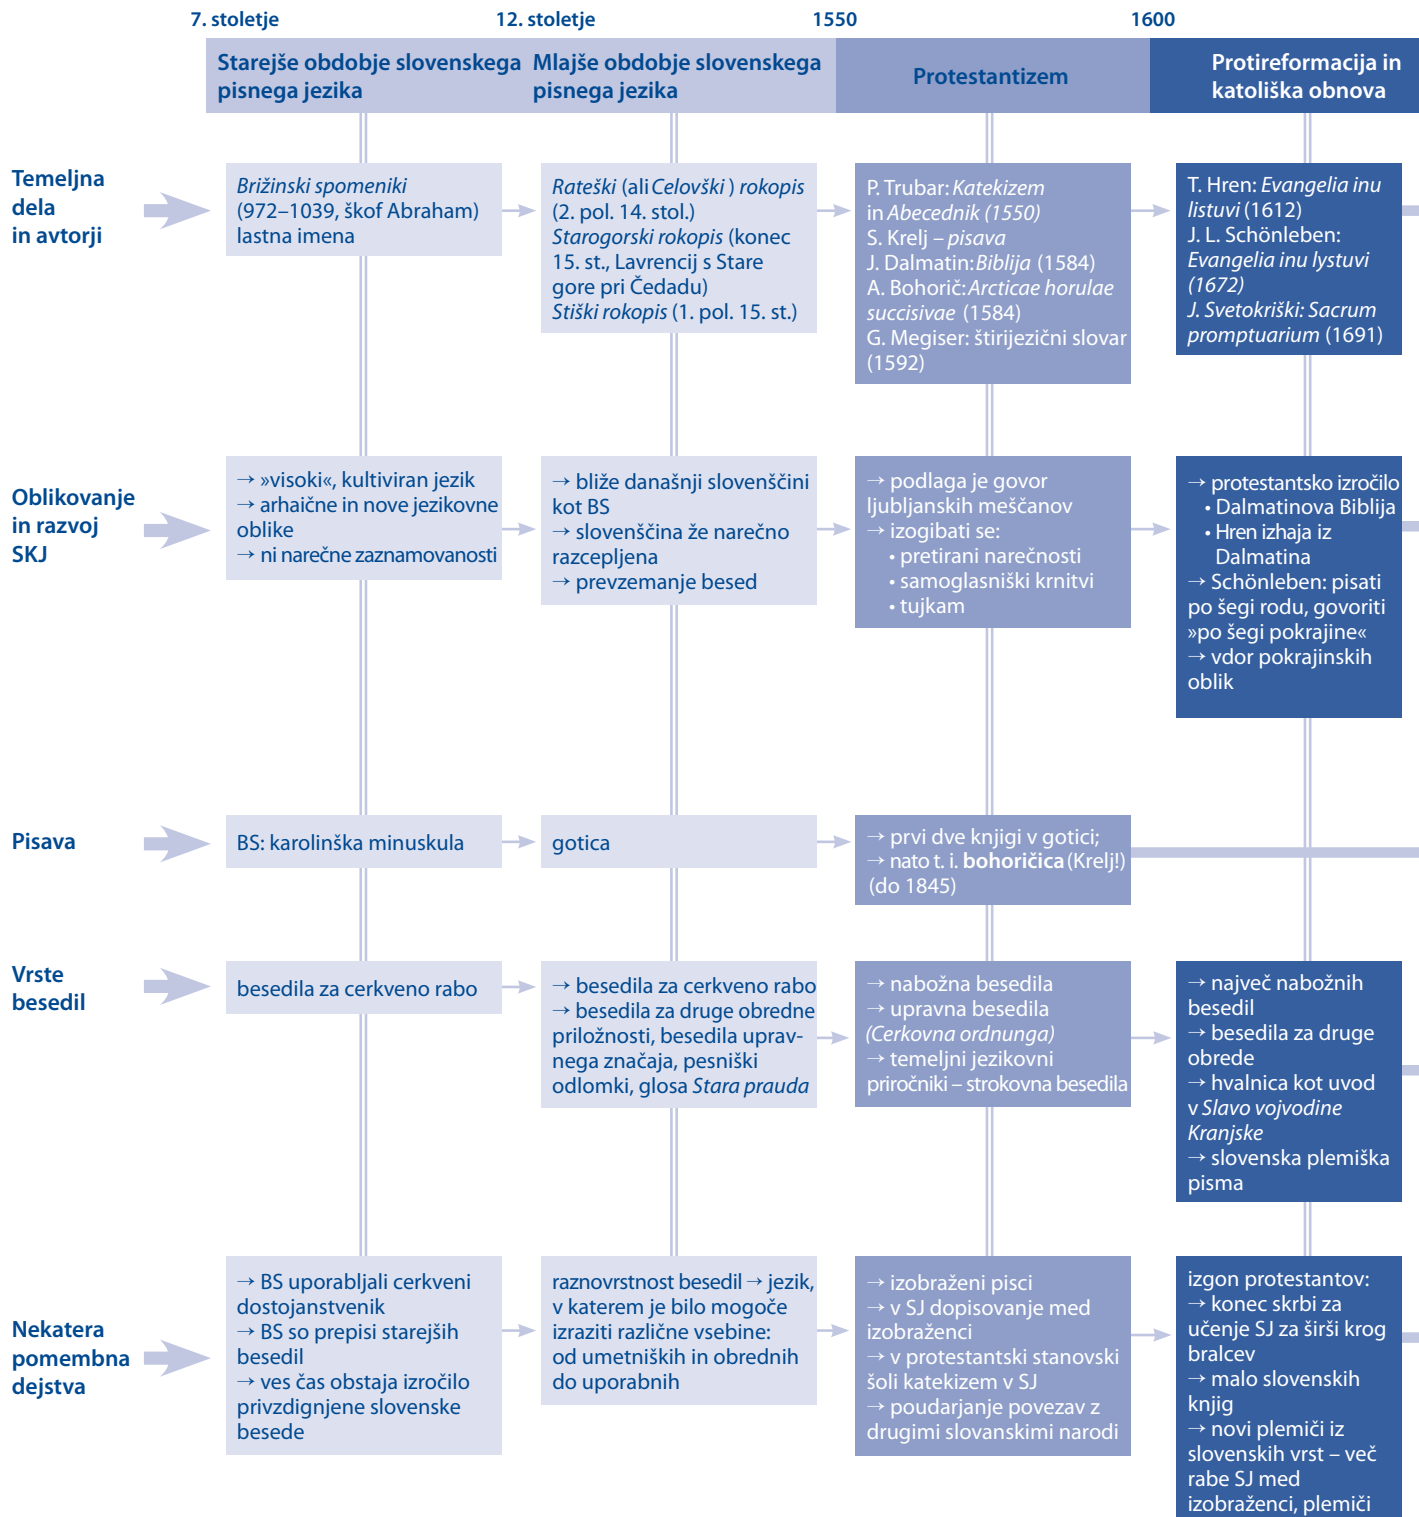 7. stoletje
12. stoletje
1550
1600
Starejše obdobje slovenskega
pisnega jezika
Mlajše obdobje slovenskega
pisnega jezika
Protestantizem
Protireformacija in
katoliška obnova
Temeljna
dela
in avtorji
Brižinski spomeniki
(972–1039, škof Abraham)
lastna imena
Rateški (ali Celovški ) rokopis
(2. pol. 14. stol.)
Starogorski rokopis (konec
15. st., Lavrencij s Stare
gore pri Čedadu)
Stiški rokopis (1. pol. 15. st.)
P. Trubar: Katekizem
in Abecednik (1550)
S. Krelj – pisava
J. Dalmatin: Biblija (1584)
A. Bohorič: Arcticae horulae
succisivae (1584)
G. Megiser: štirijezični slovar
(1592)
T. Hren: Evangelia inu
listuvi (1612)
J. L. Schönleben:
Evangelia inu lystuvi
(1672)
J. Svetokriški: Sacrum
promptuarium (1691)
Oblikovanje
in razvoj
SKJ
→ »visoki«, kultiviran jezik
→ arhaične in nove jezikovne
oblike
→ ni narečne zaznamovanosti
→ bliže današnji slovenščini
kot BS
→ slovenščina že narečno
razcepljena
→ prevzemanje besed
→ podlaga je govor
ljubljanskih meščanov
→ izogibati se:
• pretirani narečnosti
• samoglasniški krnitvi
• tujkam
→ protestantsko izročilo
• Dalmatinova Biblija
• Hren izhaja iz
Dalmatina
→ Schönleben: pisati
po šegi rodu, govoriti
»po šegi pokrajine«
→ vdor pokrajinskih
oblik
Pisava
BS: karolinška minuskula
gotica
→ prvi dve knjigi v gotici;
→ nato t. i. bohoričica (Krelj!)
(do 1845)
Vrste
besedil
besedila za cerkveno rabo
→ besedila za cerkveno rabo
→ besedila za druge obredne
priložnosti, besedila uprav-
nega značaja, pesniški
odlomki, glosa Stara prauda
→ nabožna besedila
→ upravna besedila
(Cerkovna ordnunga)
→ temeljni jezikovni
priročniki – strokovna besedila
→ največ nabožnih
besedil
→ besedila za druge
obrede
→ hvalnica kot uvod
v Slavo vojvodine
Kranjske
→ slovenska plemiška
pisma
Nekatera
pomembna
dejstva
→ BS uporabljali cerkveni
dostojanstvenik
→ BS so prepisi starejših
besedil
→ ves čas obstaja izročilo
privzdignjene slovenske
besede
raznovrstnost besedil → jezik,
v katerem je bilo mogoče
izraziti različne vsebine:
od umetniških in obrednih
do uporabnih
→ izobraženi pisci
→ v SJ dopisovanje med
izobraženci
→ v protestantski stanovski
šoli katekizem v SJ
→ poudarjanje povezav z
drugimi slovanskimi narodi
izgon protestantov:
→ konec skrbi za
učenje SJ za širši krog
bralcev
→ malo slovenskih
knjig
→ novi plemiči iz
slovenskih vrst – več
rabe SJ med
izobraženci, plemiči